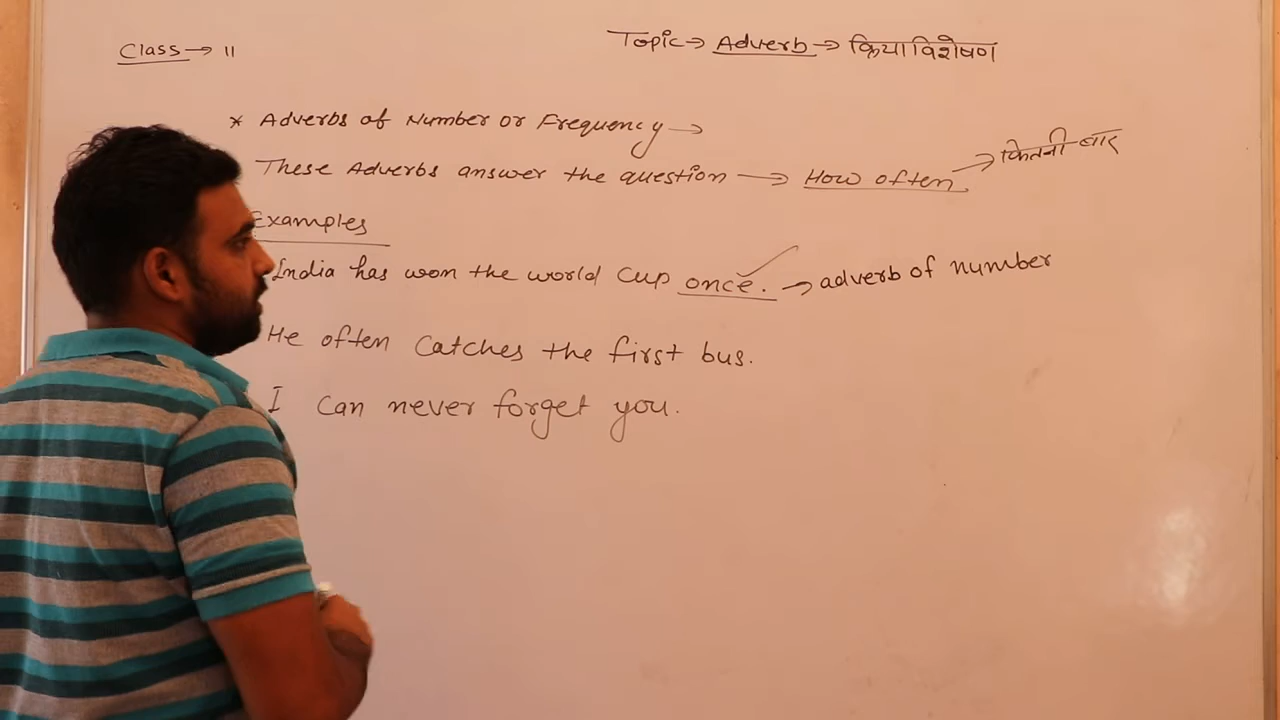 Class → 11
Topic → Adverb → क्रियाविशेषण
* Adverbs of Number or Frequency →
These Adverbs answer the question → How often. → कितनी बार
Examples
India has won the world Cup once. ✓ → adverb of number
He often Catches the first bus.
I can never forget you.